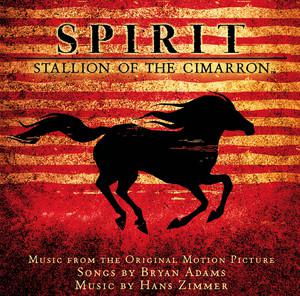 SPIRIT
STALLION OF THE CIMARRON
MUSIC FROM THE ORIGINAL MOTION PICTURE
SONGS BY BRYAN ADAMS
MUSIC BY HANS ZIMMER